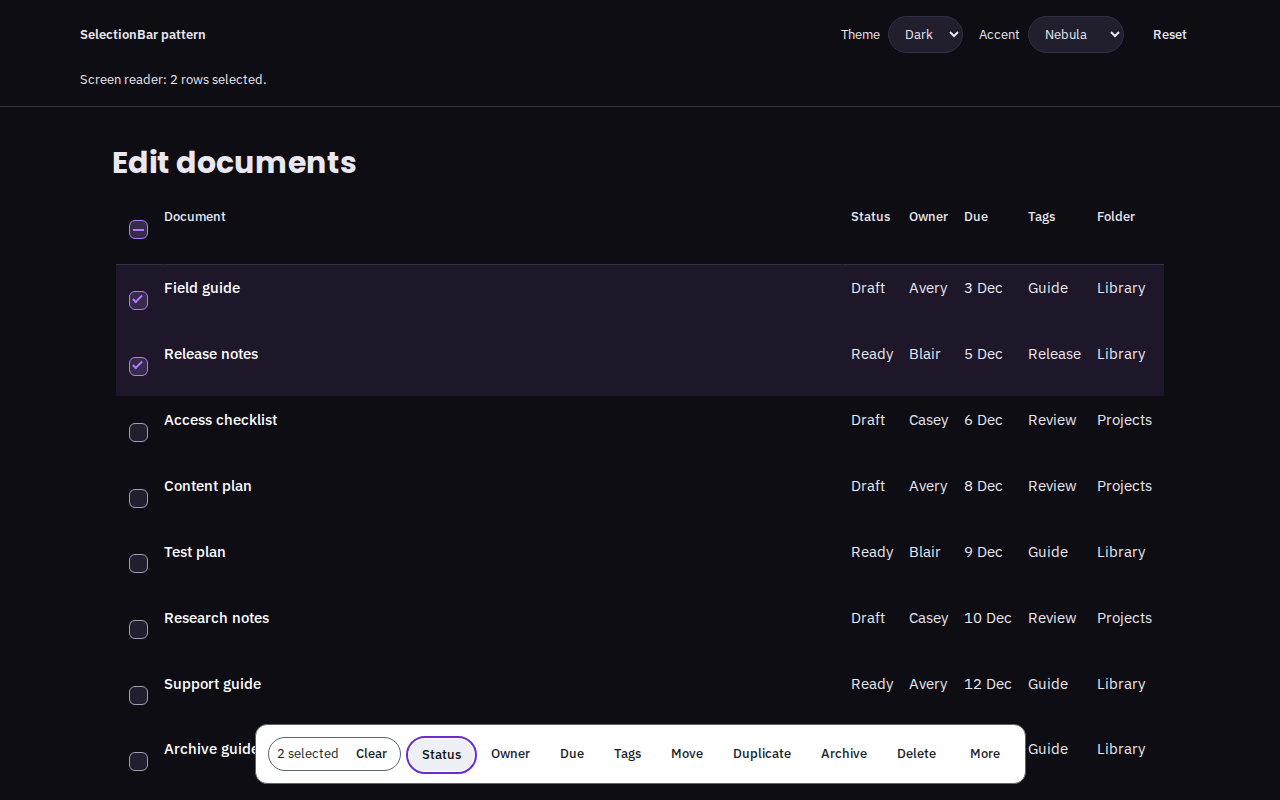 SelectionBar pattern Theme Dark Accent Nebula Reset
Screen reader: 2 rows selected.
Edit documents
Document Status Owner Due Tags Folder
Field guide Draft Avery 3 Dec Guide Library
Release notes Ready Blair 5 Dec Release Library
Access checklist Draft Casey 6 Dec Review Projects
Content plan Draft Avery 8 Dec Review Projects
Test plan Ready Blair 9 Dec Guide Library
Research notes Draft Casey 10 Dec Review Projects
Support guide Ready Avery 12 Dec Guide Library
Archive guide Guide Library
2 selected Clear Status Owner Due Tags Move Duplicate Archive Delete More